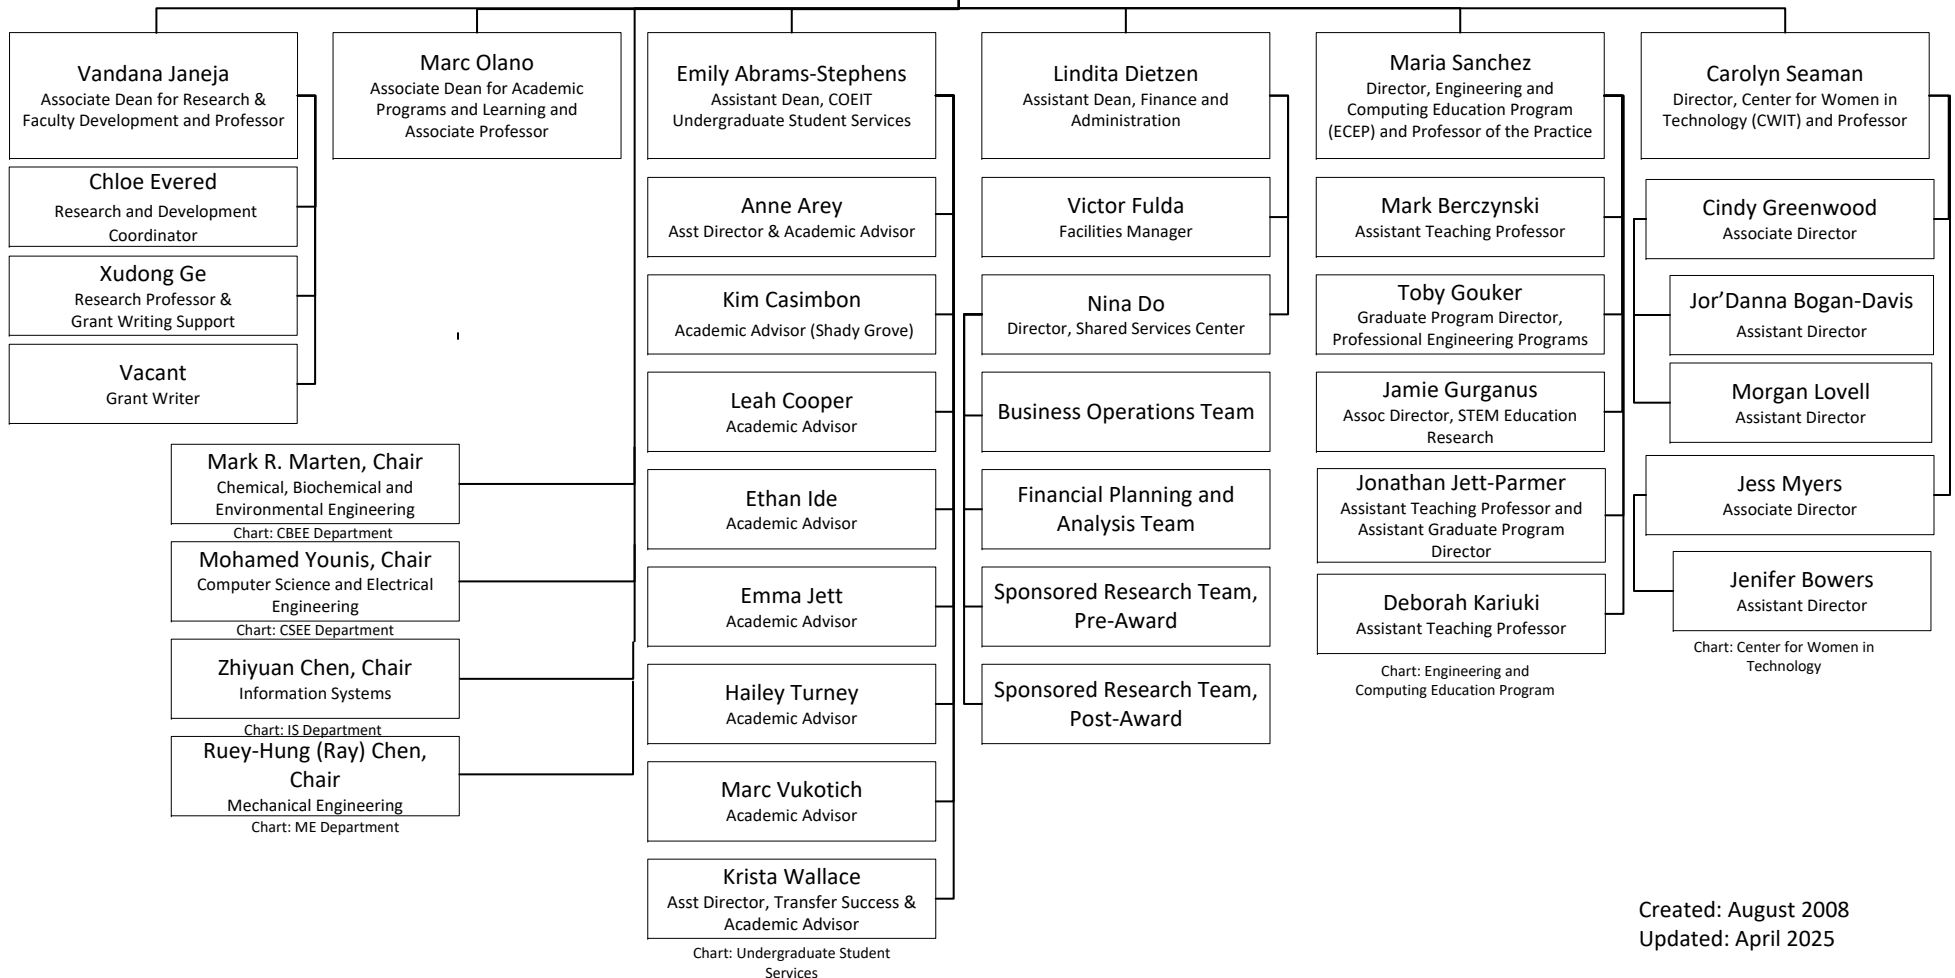 Vandana Janeja
Associate Dean for Research &
Faculty Development and Professor
Chloe Evered
Research and Development
Coordinator
Xudong Ge
Research Professor &
Grant Writing Support
Vacant
Grant Writer
Marc Olano
Associate Dean for Academic
Programs and Learning and
Associate Professor
Mark R. Marten, Chair
Chemical, Biochemical and
Environmental Engineering
Chart: CBEE Department
Mohamed Younis, Chair
Computer Science and Electrical
Engineering
Chart: CSEE Department
Zhiyuan Chen, Chair
Information Systems
Chart: IS Department
Ruey-Hung (Ray) Chen,
Chair
Mechanical Engineering
Chart: ME Department
Emily Abrams-Stephens
Assistant Dean, COEIT
Undergraduate Student Services
Anne Arey
Asst Director & Academic Advisor
Kim Casimbon
Academic Advisor (Shady Grove)
Leah Cooper
Academic Advisor
Ethan Ide
Academic Advisor
Emma Jett
Academic Advisor
Hailey Turney
Academic Advisor
Marc Vukotich
Academic Advisor
Krista Wallace
Asst Director, Transfer Success &
Academic Advisor
Chart: Undergraduate Student
Services
Lindita Dietzen
Assistant Dean, Finance and
Administration
Victor Fulda
Facilities Manager
Nina Do
Director, Shared Services Center
Business Operations Team
Financial Planning and
Analysis Team
Sponsored Research Team,
Pre-Award
Sponsored Research Team,
Post-Award
Maria Sanchez
Director, Engineering and
Computing Education Program
(ECEP) and Professor of the Practice
Mark Berczynski
Assistant Teaching Professor
Toby Gouker
Graduate Program Director,
Professional Engineering Programs
Jamie Gurganus
Assoc Director, STEM Education
Research
Jonathan Jett-Parmer
Assistant Teaching Professor and
Assistant Graduate Program
Director
Deborah Kariuki
Assistant Teaching Professor
Chart: Engineering and
Computing Education Program
Carolyn Seaman
Director, Center for Women in
Technology (CWIT) and Professor
Cindy Greenwood
Associate Director
Jor’Danna Bogan-Davis
Assistant Director
Morgan Lovell
Assistant Director
Jess Myers
Associate Director
Jenifer Bowers
Assistant Director
Chart: Center for Women in
Technology
Created: August 2008
Updated: April 2025